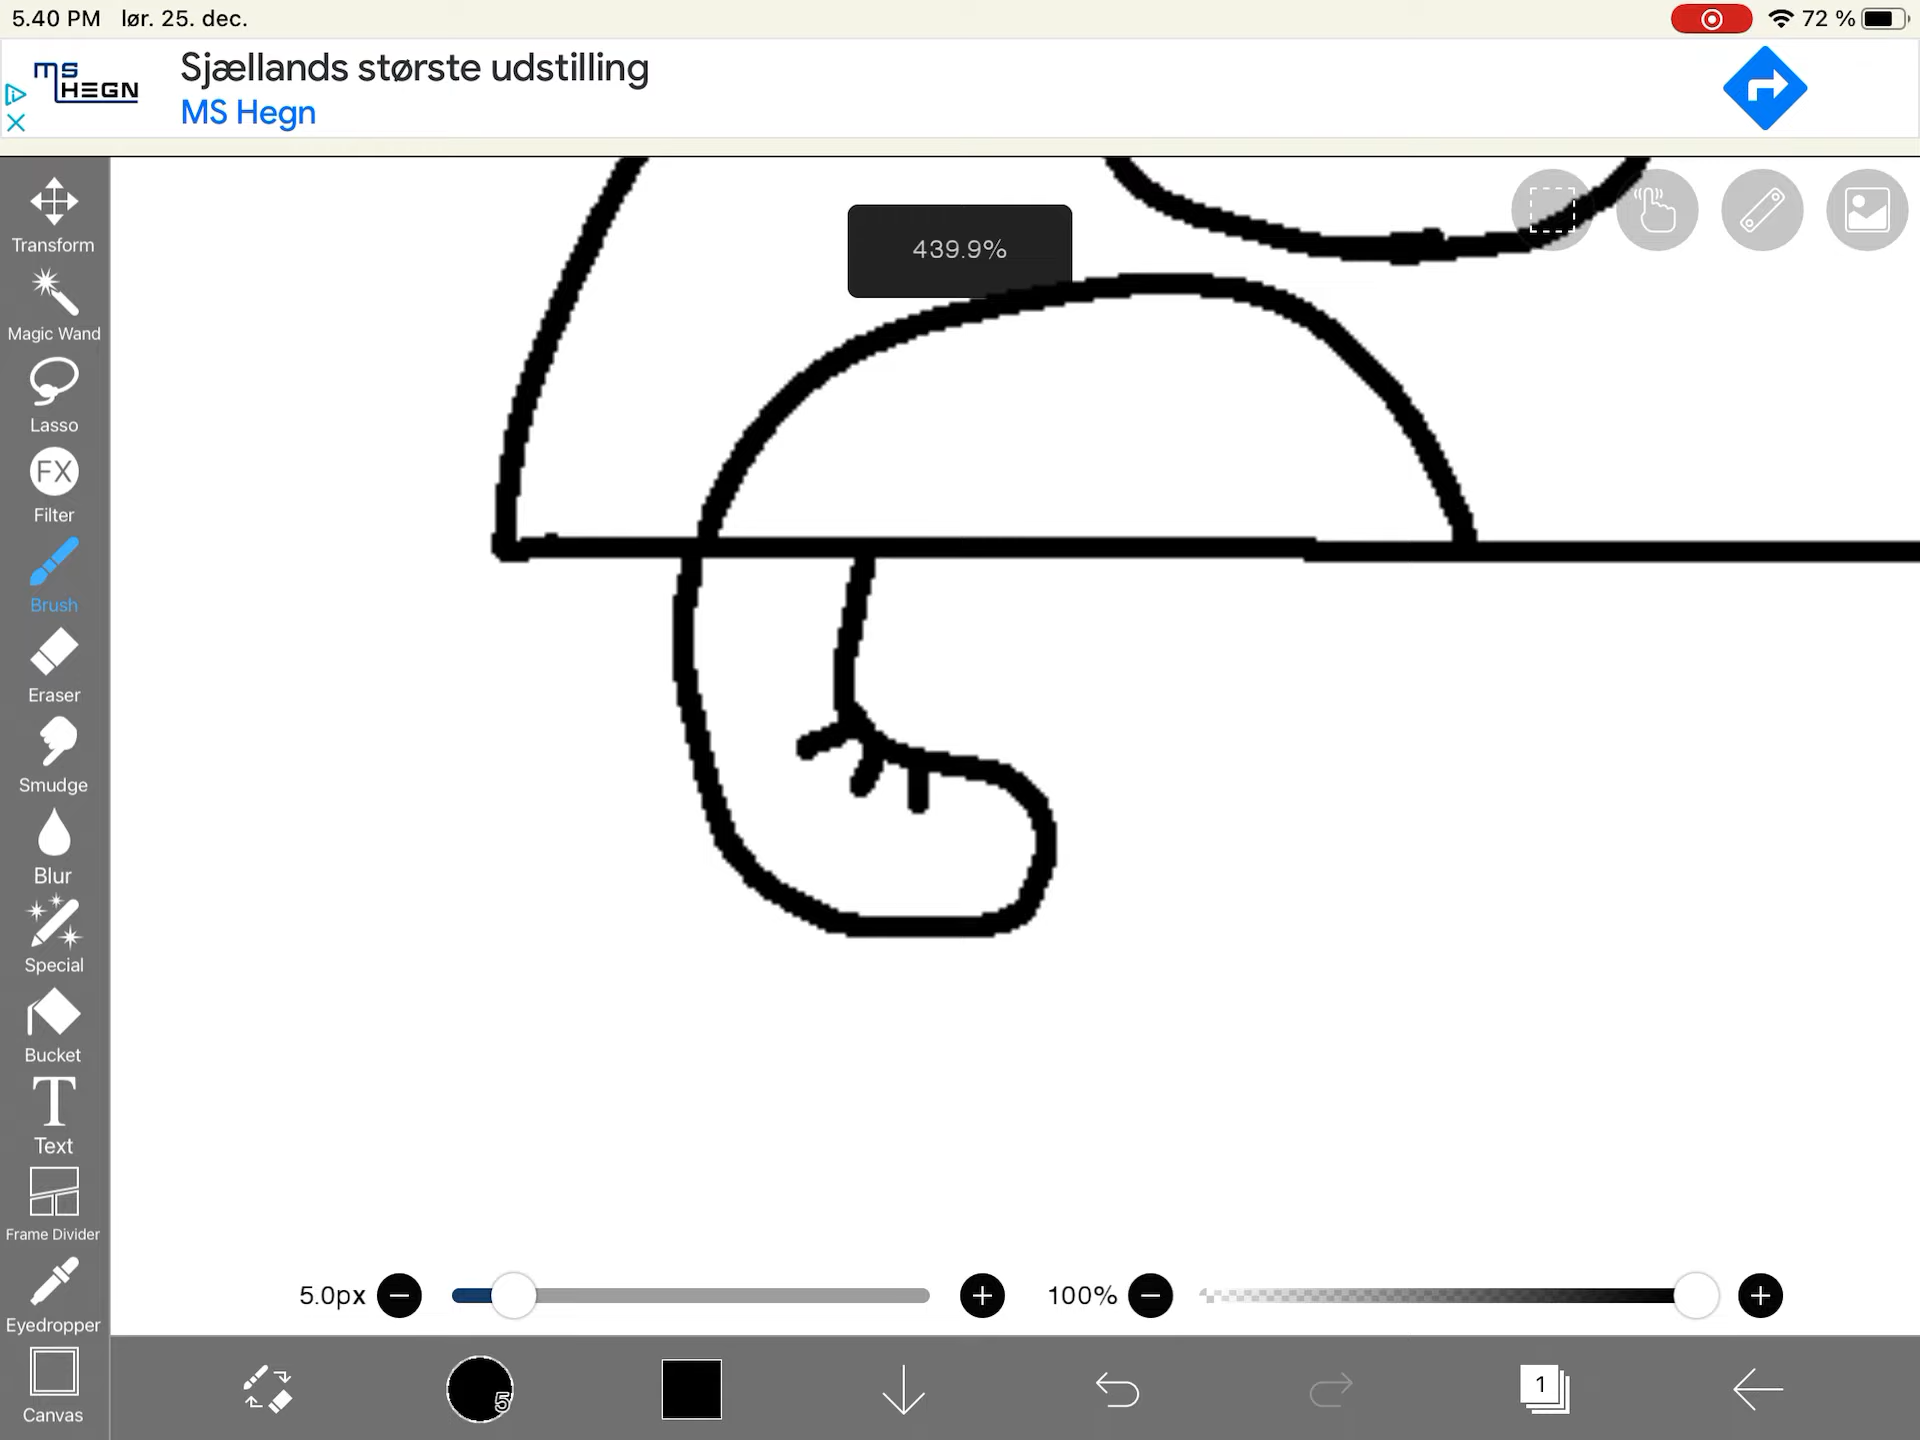 5.40 PM lør. 25. dec.
72 %
ms
HEGN
Sjællands største udstilling
MS Hegn
Transform
439.9%
Magic Wand
Lasso
FX
Filter
Brush
Eraser
Smudge
Blur
Special
Bucket
T
Text
Frame Divider
Eyedropper
5.0px
100%
Canvas
5
1